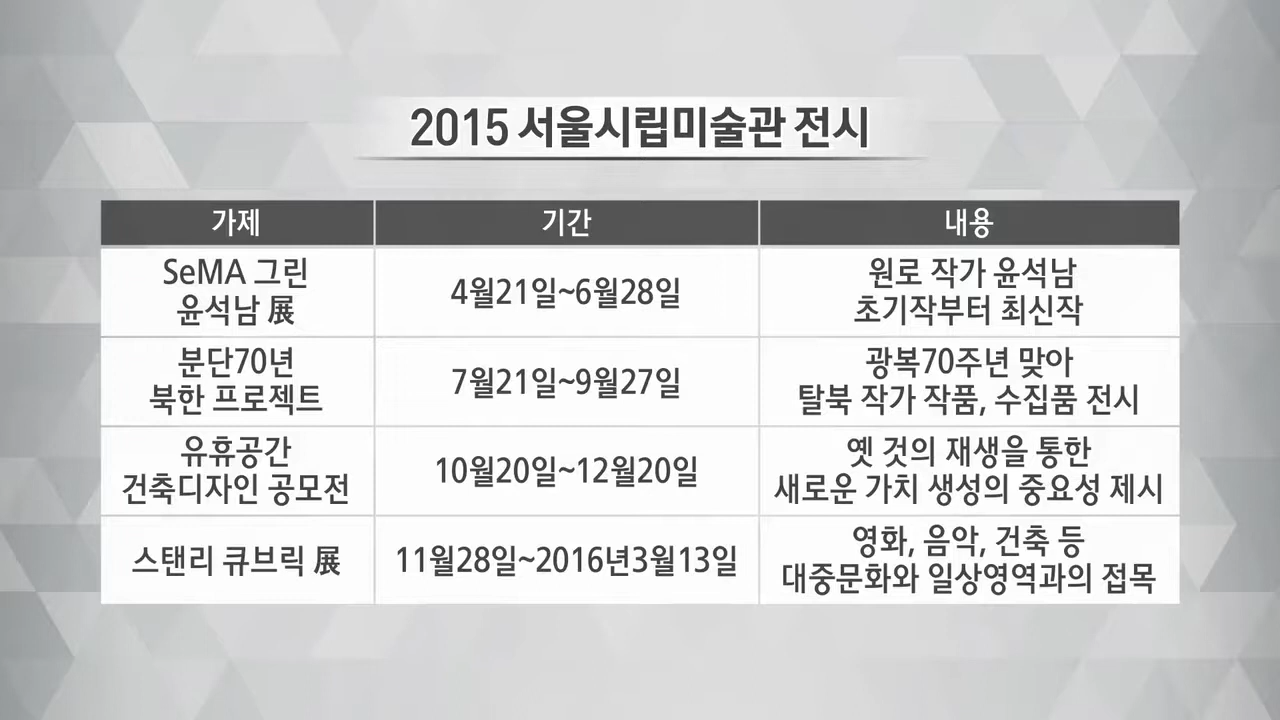 2015 서울시립미술관 전시
가제
기간
내용
SeMA 그린
윤석남 展
4월21일~6월28일
원로 작가 윤석남
초기작부터 최신작
분단70년
북한 프로젝트
7월21일~9월27일
광복70주년 맞아
탈북 작가 작품, 수집품 전시
유휴공간
건축디자인 공모전
10월20일~12월20일
옛 것의 재생을 통한
새로운 가치 생성의 중요성 제시
스탠리 큐브릭 展
11월28일~2016년3월13일
영화, 음악, 건축 등
대중문화와 일상영역과의 접목